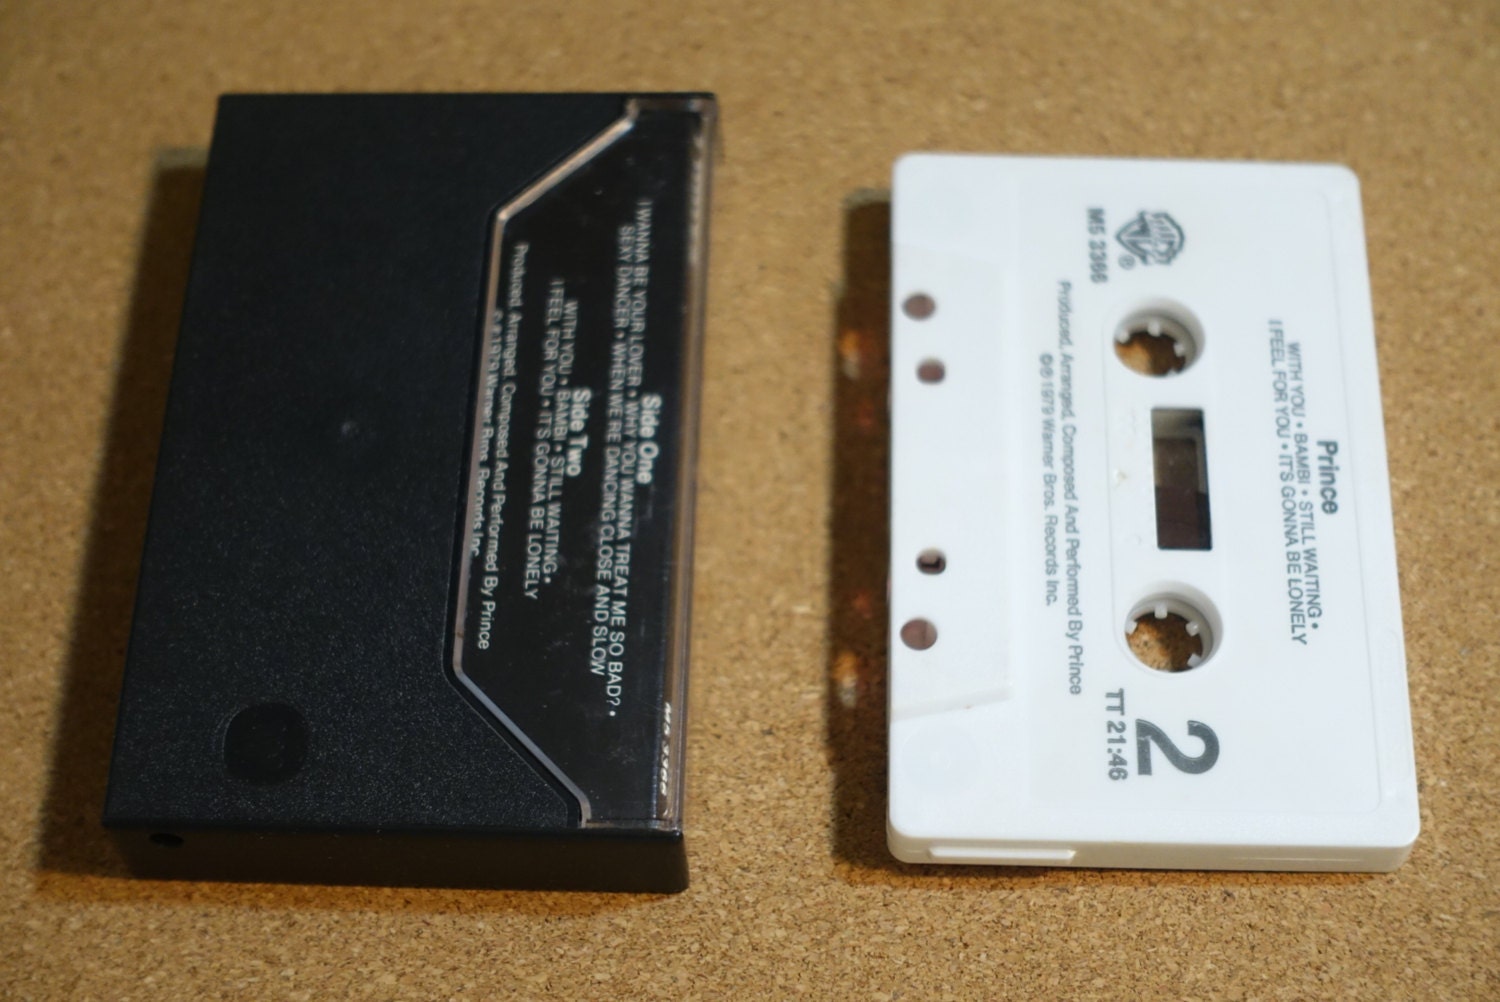 Side One
I WANNA BE YOUR LOVER • WHY YOU WANNA TREAT ME SO BAD? •
SEXY DANCER • WHEN WE'RE DANCING CLOSE AND SLOW
Side Two
WITH YOU • BAMBI • STILL WAITING •
I FEEL FOR YOU • IT'S GONNA BE LONELY
Produced, Arranged, Composed And Performed By Prince
℗ 1979 Warner Bros. Records Inc.
Prince
WITH YOU • BAMBI • STILL WAITING •
I FEEL FOR YOU • IT'S GONNA BE LONELY
WB®
M5 3366
2
TT 21:46
Produced, Arranged, Composed And Performed By Prince
©℗ 1979 Warner Bros. Records Inc.